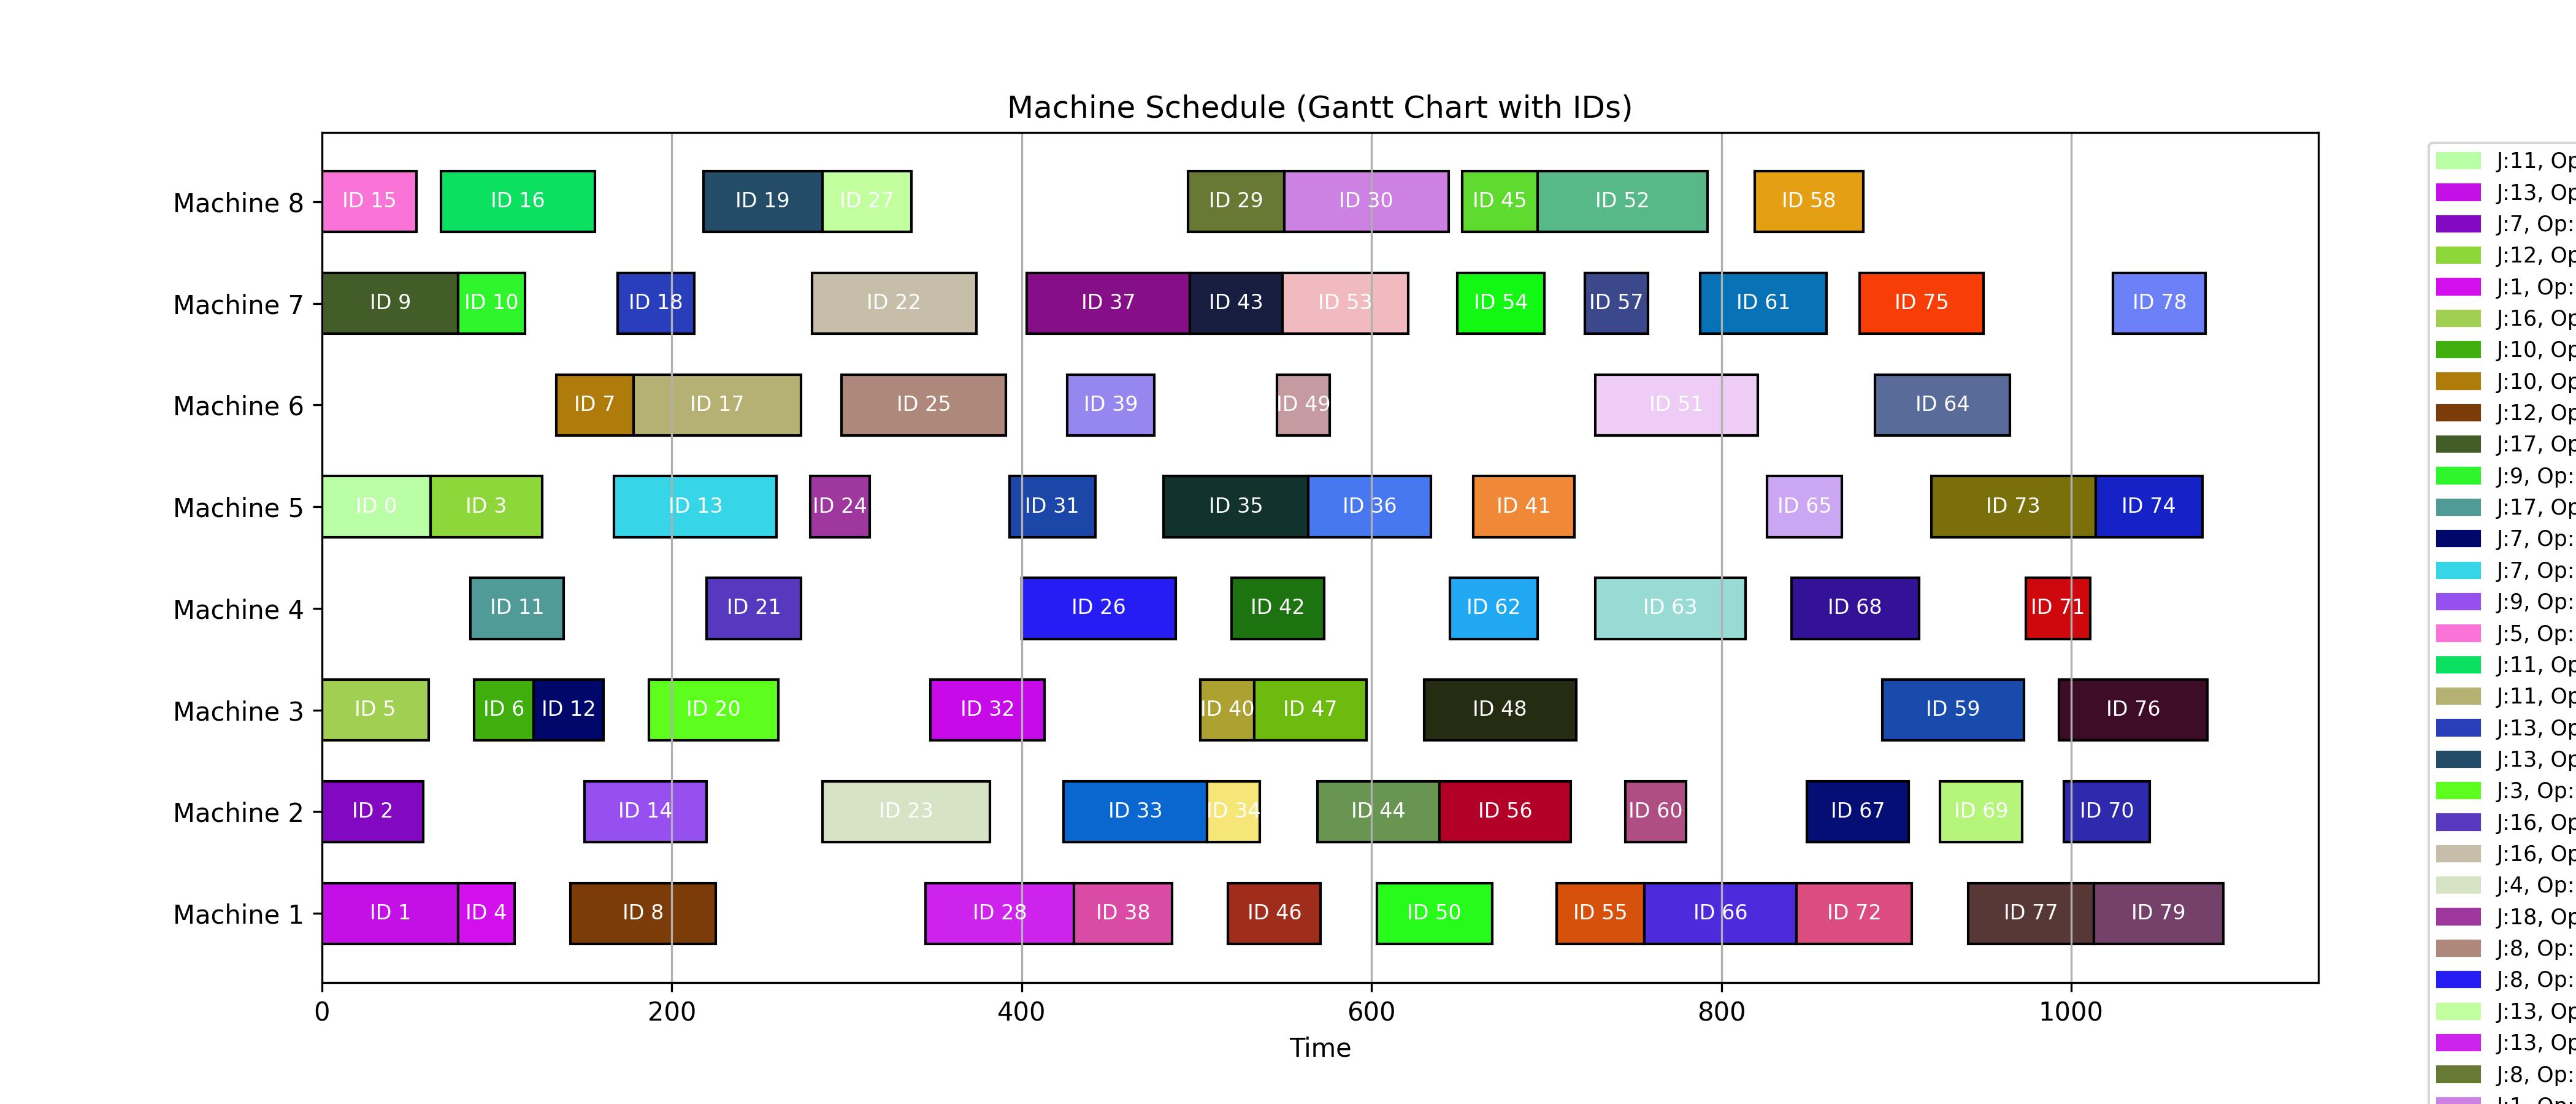 Machine Schedule (Gantt Chart with IDs)
Machine 8
ID 15
ID 16
ID 19
ID 27
ID 29
ID 30
ID 45
ID 52
ID 58
Machine 7
ID 9
ID 10
ID 18
ID 22
ID 37
ID 43
ID 53
ID 54
ID 57
ID 61
ID 75
ID 78
Machine 6
ID 7
ID 17
ID 25
ID 39
ID 49
ID 51
ID 64
Machine 5
ID 0
ID 3
ID 13
ID 24
ID 31
ID 35
ID 36
ID 41
ID 65
ID 73
ID 74
Machine 4
ID 11
ID 21
ID 26
ID 42
ID 62
ID 63
ID 68
ID 71
Machine 3
ID 5
ID 6
ID 12
ID 20
ID 32
ID 40
ID 47
ID 48
ID 59
ID 76
Machine 2
ID 2
ID 14
ID 23
ID 33
ID 34
ID 44
ID 56
ID 60
ID 67
ID 69
ID 70
Machine 1
ID 1
ID 4
ID 8
ID 28
ID 38
ID 46
ID 50
ID 55
ID 66
ID 72
ID 77
ID 79
0
200
400
600
800
1000
Time
J:11, Op
J:13, Op
J:7, Op:
J:12, Op
J:1, Op:
J:16, Op
J:10, Op
J:10, Op
J:12, Op
J:17, Op
J:9, Op:
J:17, Op
J:7, Op:
J:7, Op:
J:9, Op:
J:5, Op:
J:11, Op
J:11, Op
J:13, Op
J:13, Op
J:3, Op:
J:16, Op
J:16, Op
J:4, Op:
J:18, Op
J:8, Op:
J:8, Op:
J:13, Op
J:13, Op
J:8, Op:
J:1, Op: